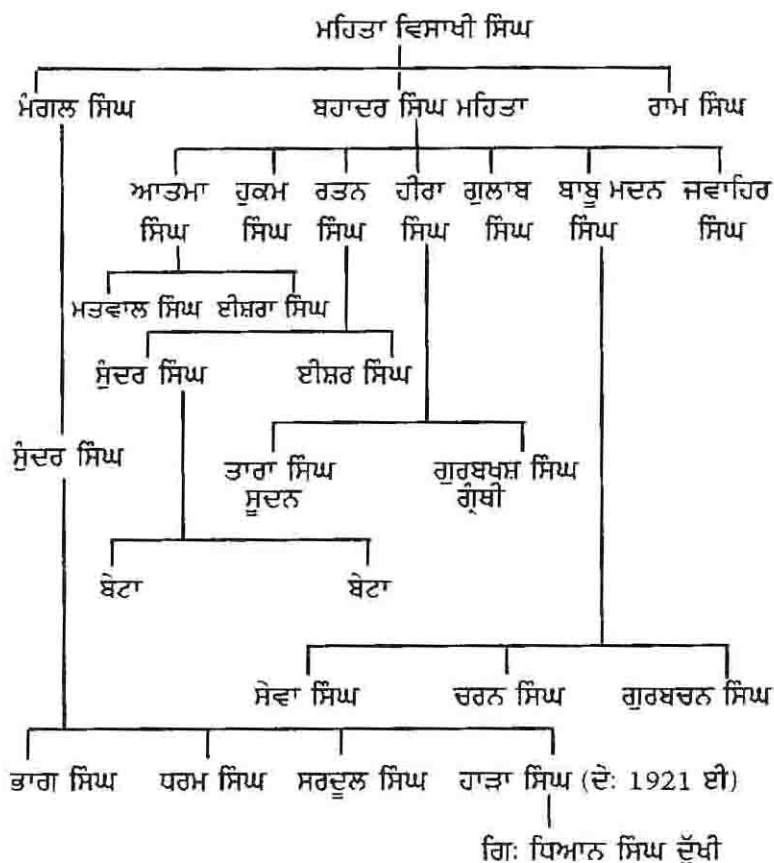 ਮਹਿਤਾ ਵਿਸਾਖੀ ਸਿੰਘ
ਮੰਗਲ ਸਿੰਘ ਬਹਾਦਰ ਸਿੰਘ ਮਹਿਤਾ ਰਾਮ ਸਿੰਘ
ਆਤਮਾ ਹੁਕਮ ਰਤਨ ਹੀਰਾ ਗੁਲਾਬ ਬਾਬੂ ਮਦਨ ਜਵਾਹਿਰ
ਸਿੰਘ ਸਿੰਘ ਸਿੰਘ ਸਿੰਘ ਸਿੰਘ ਸਿੰਘ ਸਿੰਘ
ਮਤਵਾਲ ਸਿੰਘ ਈਸ਼ਰਾ ਸਿੰਘ
ਸੁੰਦਰ ਸਿੰਘ ਈਸ਼ਰ ਸਿੰਘ
ਸੁੰਦਰ ਸਿੰਘ ਤਾਰਾ ਸਿੰਘ ਗੁਰਬਖਸ਼ ਸਿੰਘ
ਸੂਦਨ ਗ੍ਰੰਥੀ
ਬੇਟਾ ਬੇਟਾ
ਸੇਵਾ ਸਿੰਘ ਚਰਨ ਸਿੰਘ ਗੁਰਬਚਨ ਸਿੰਘ
ਭਾਗ ਸਿੰਘ ਧਰਮ ਸਿੰਘ ਸਰਦੂਲ ਸਿੰਘ ਹਾੜਾ ਸਿੰਘ (ਦੇ: 1921 ਈ)
ਗਿ: ਧਿਆਨ ਸਿੰਘ ਦੁੱਖੀ